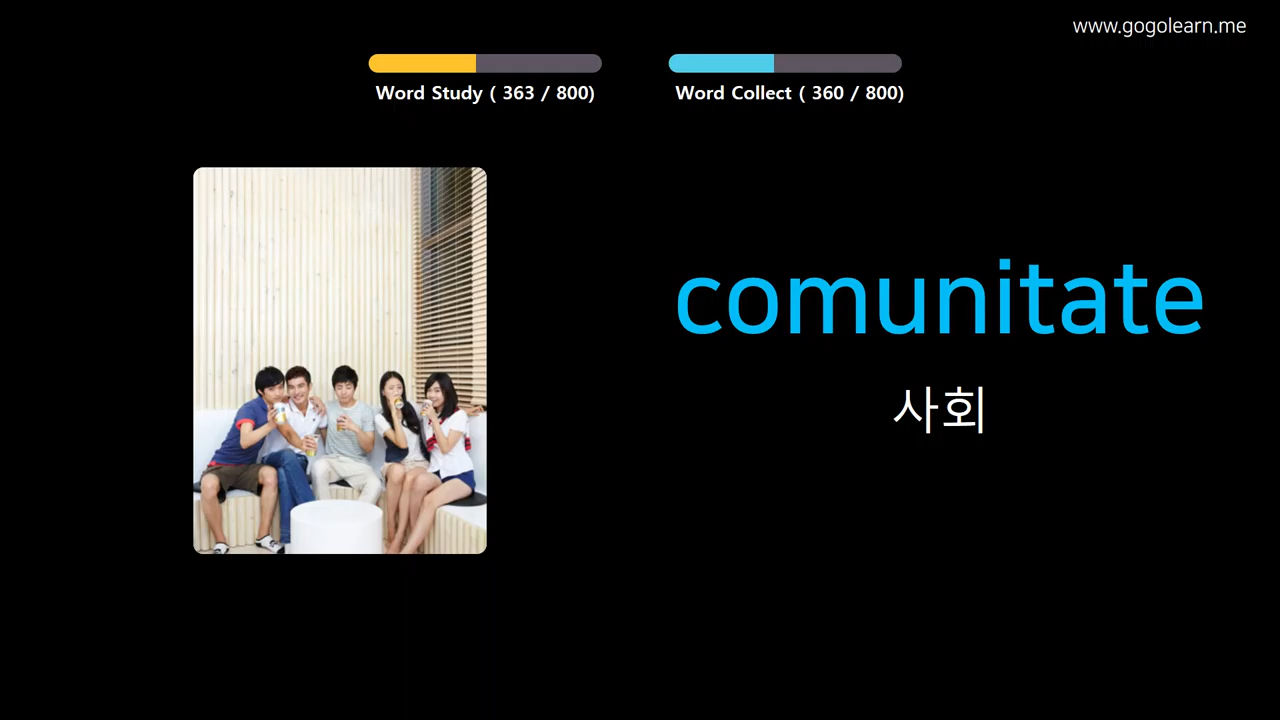 www.gogolearn.me
Word Study ( 363 / 800)
Word Collect ( 360 / 800)
comunitate
사회